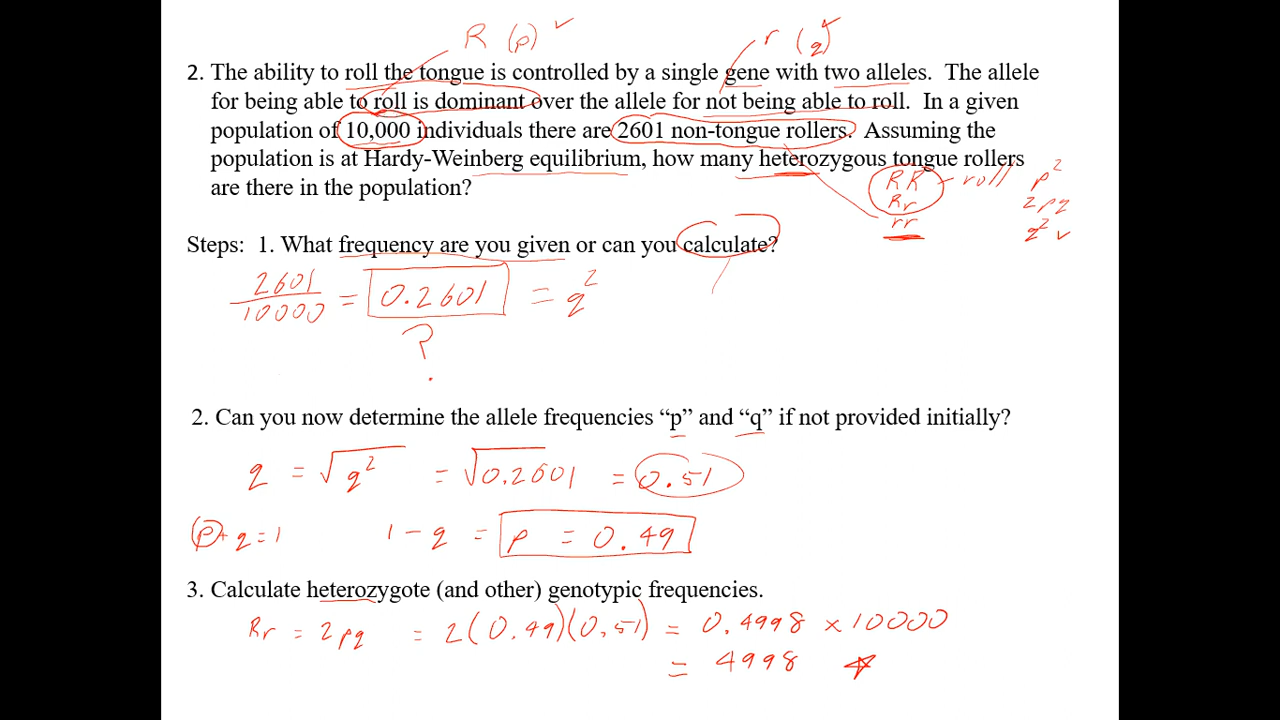 R (p) ✓ r (q) ✓
2. The ability to roll the tongue is controlled by a single gene with two alleles. The allele
for being able to roll is dominant over the allele for not being able to roll. In a given
population of 10,000 individuals there are 2601 non-tongue rollers. Assuming the
population is at Hardy-Weinberg equilibrium, how many heterozygous tongue rollers
are there in the population?
RR - roll p²
Rr 2pq
rr q² ✓
Steps: 1. What frequency are you given or can you calculate?
2601/10000 = 0.2601 = q²
?
2. Can you now determine the allele frequencies “p” and “q” if not provided initially?
q = √q² = √0.2601 = 0.51
p + q = 1 1 - q = p = 0.49
3. Calculate heterozygote (and other) genotypic frequencies.
Rr = 2pq = 2(0.49)(0.51) = 0.4998 x 10000
= 4998